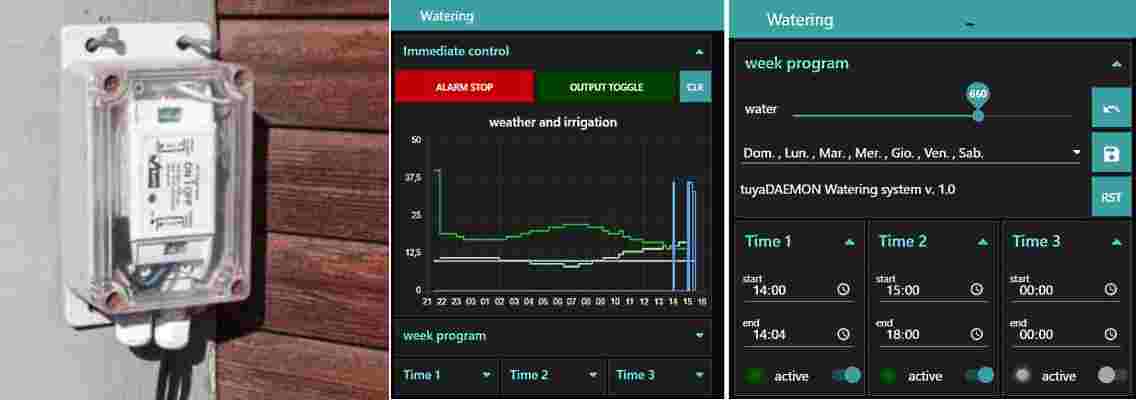 ON / OFF
Watering
Immediate control
ALARM STOP
OUTPUT TOGGLE
CLR
weather and irrigation
50
37,5
25
12,5
0
21 22 23 00 01 02 03 04 05 06 07 08 09 10 11 12 13 14 15 16
week program
Time 1
Time 2
Time 3
Watering
week program
water
660
Dom. , Lun. , Mar. , Mer. , Gio. , Ven. , Sab.
tuyaDAEMON Watering system v. 1.0
RST
Time 1
start
14:00
end
14:04
active
Time 2
start
15:00
end
18:00
active
Time 3
start
00:00
end
00:00
active